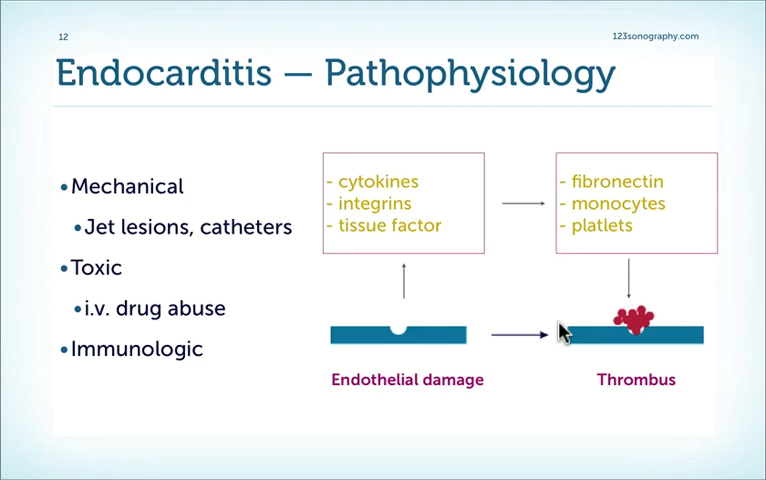 12
123sonography.com
Endocarditis — Pathophysiology
•Mechanical
•Jet lesions, catheters
•Toxic
•i.v. drug abuse
•Immunologic
- cytokines
- integrins
- tissue factor
- fibronectin
- monocytes
- platlets
Endothelial damage
Thrombus